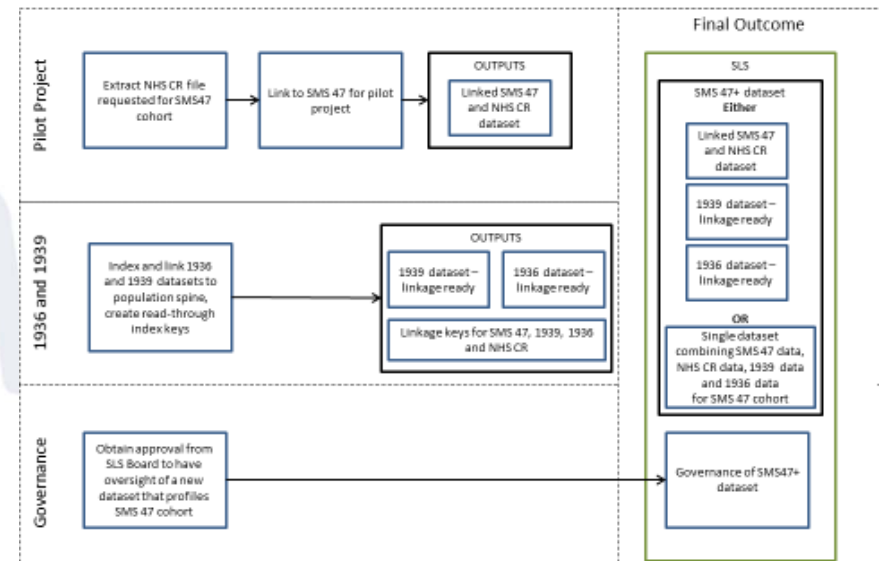 Final Outcome
Pilot Project
Extract NHS CR file
requested for SMS47
cohort
Link to SMS 47 for pilot
project
OUTPUTS
Linked SMS 47
and NHS CR
dataset
SLS
SMS 47+ dataset
Either
Linked SMS 47
and NHS CR
dataset
1939 dataset–
linkage ready
1936 dataset–
linkage ready
OR
Single dataset
combining SMS 47 data,
NHS CR data, 1939 data
and 1936 data
for SMS 47 cohort
1936 and 1939
Index and link 1936
and 1939 datasets to
population spine,
create read-through
index keys
OUTPUTS
1939 dataset–
linkage ready
1936 dataset–
linkage ready
Linkage keys for SMS 47, 1939, 1936
and NHS CR
Governance
Obtain approval from
SLS Board to have
oversight of a new
dataset that profiles
SMS 47 cohort
Governance of SMS47+
dataset